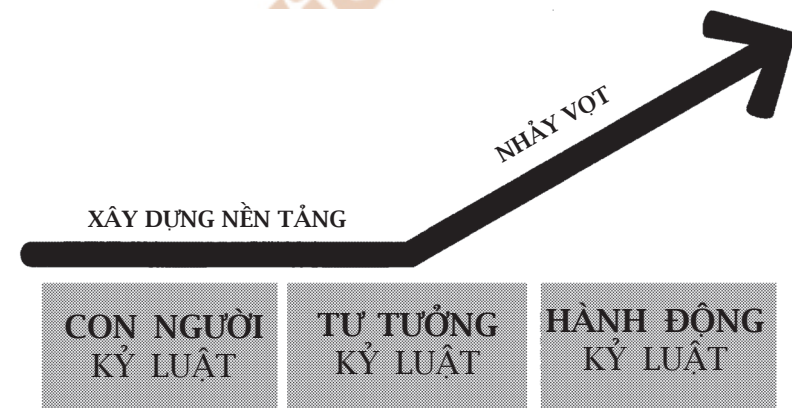 NHẢY VỌT
XÂY DỰNG NỀN TẢNG
CON NGƯỜI
KỶ LUẬT
TƯ TƯỞNG
KỶ LUẬT
HÀNH ĐỘNG
KỶ LUẬT